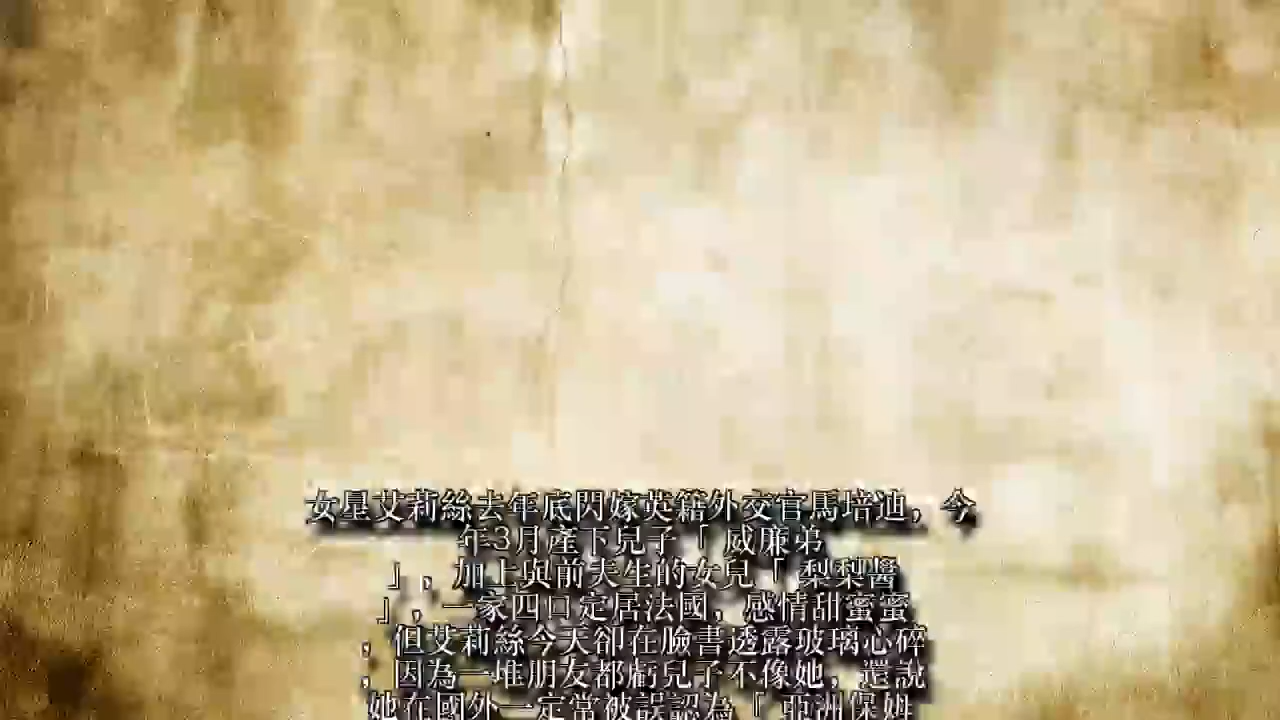 女星艾莉絲去年底閃嫁英籍外交官馬培迪，今
年3月產下兒子「 威廉弟
」，加上與前夫生的女兒「 梨梨醬
」，一家四口定居法國，感情甜蜜蜜
，但艾莉絲今天卻在臉書透露玻璃心碎
，因為一堆朋友都虧兒子不像她，還說
她在國外一定常被誤認為「 亞洲保姆